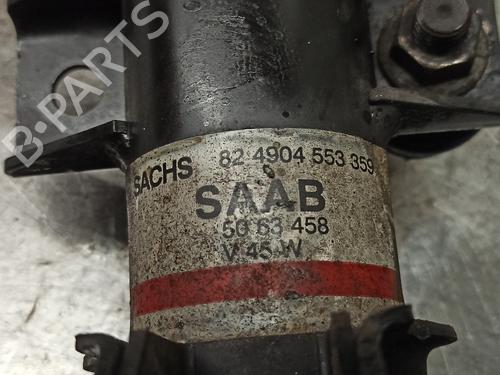 B-PARTS
SACHS 82 4904 553 359
SAAB
50 63 458
V 45 W